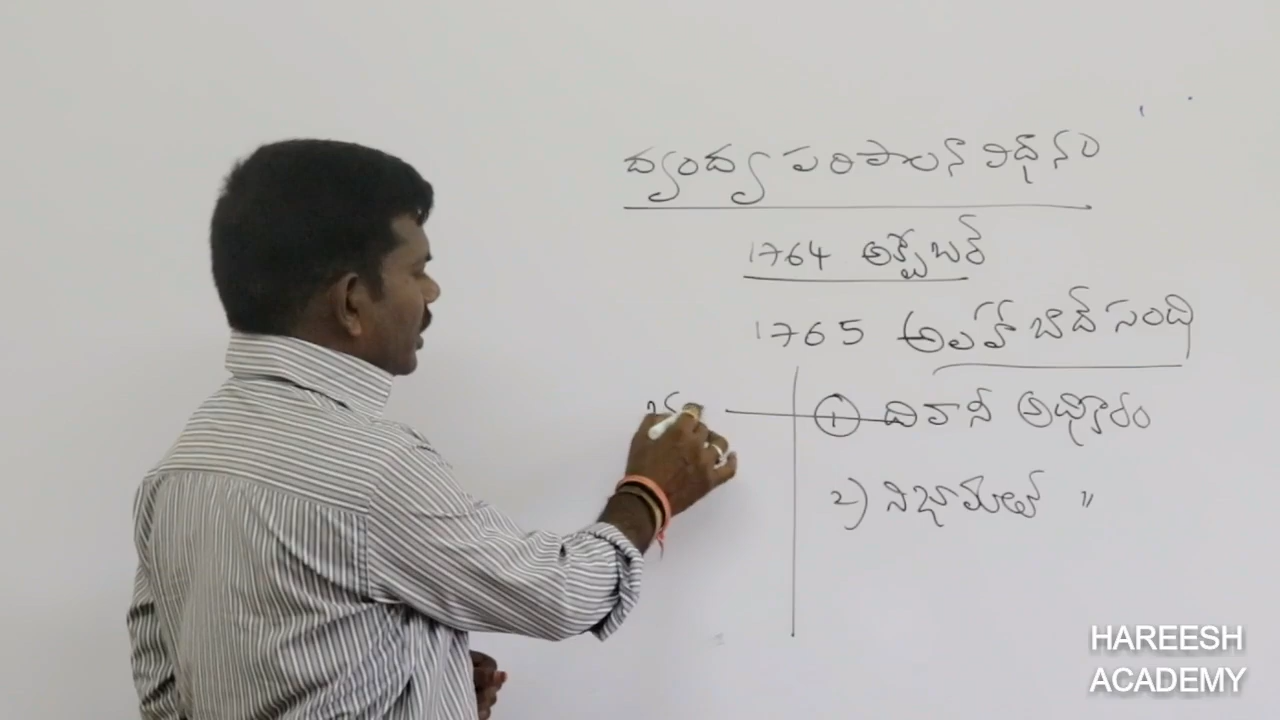 ద్వంద్వ పరిపాలనా విధానం
1764 అక్టోబర్
1765 అలహాబాద్ సంధి
1 దివానీ అధికారం
2) నిజామత్ "
HAREESH
ACADEMY